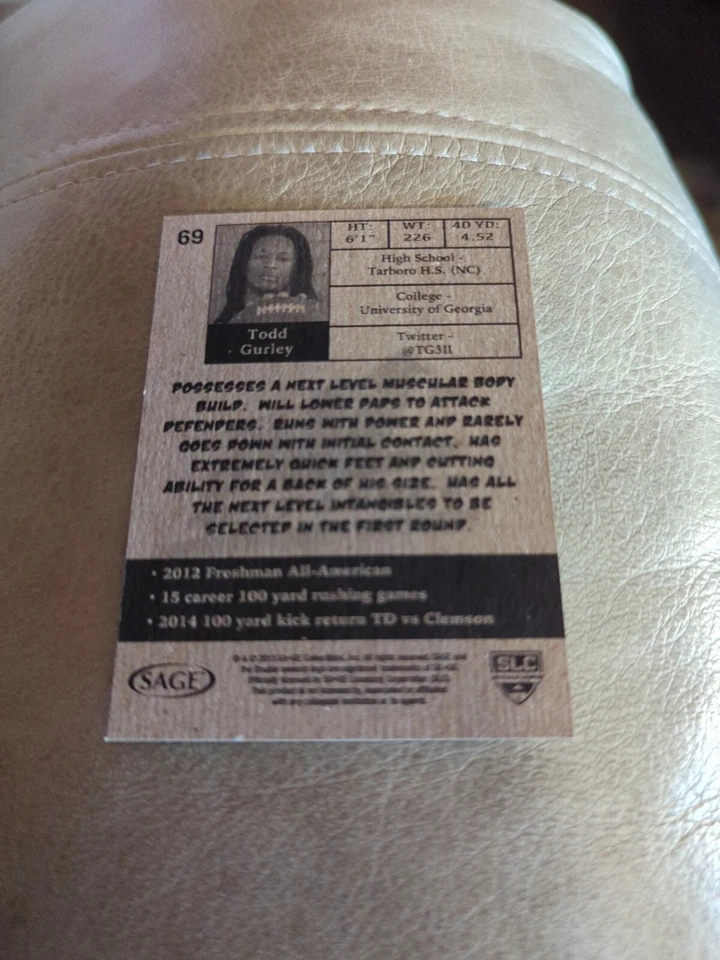 69
HT: WT: 40 YD:
6'1" 226 4.52
High School -
Tarboro H.S. (NC)
College -
University of Georgia
Todd
Gurley
Twitter -
@TG3II
POSSESSES A NEXT LEVEL MUSCULAR BODY
BUILD. WILL LOWER PADS TO ATTACK
DEFENDERS. RUNS WITH POWER AND RARELY
GOES DOWN WITH INITIAL CONTACT. HAS
EXTREMELY QUICK FEET AND CUTTING
ABILITY FOR A BACK OF HIS SIZE. HAS ALL
THE NEXT LEVEL INTANGIBLES TO BE
SELECTED IN THE FIRST ROUND.
• 2012 Freshman All-American
• 15 career 100 yard rushing games
• 2014 100 yard kick return TD vs Clemson
SAGE
SLC